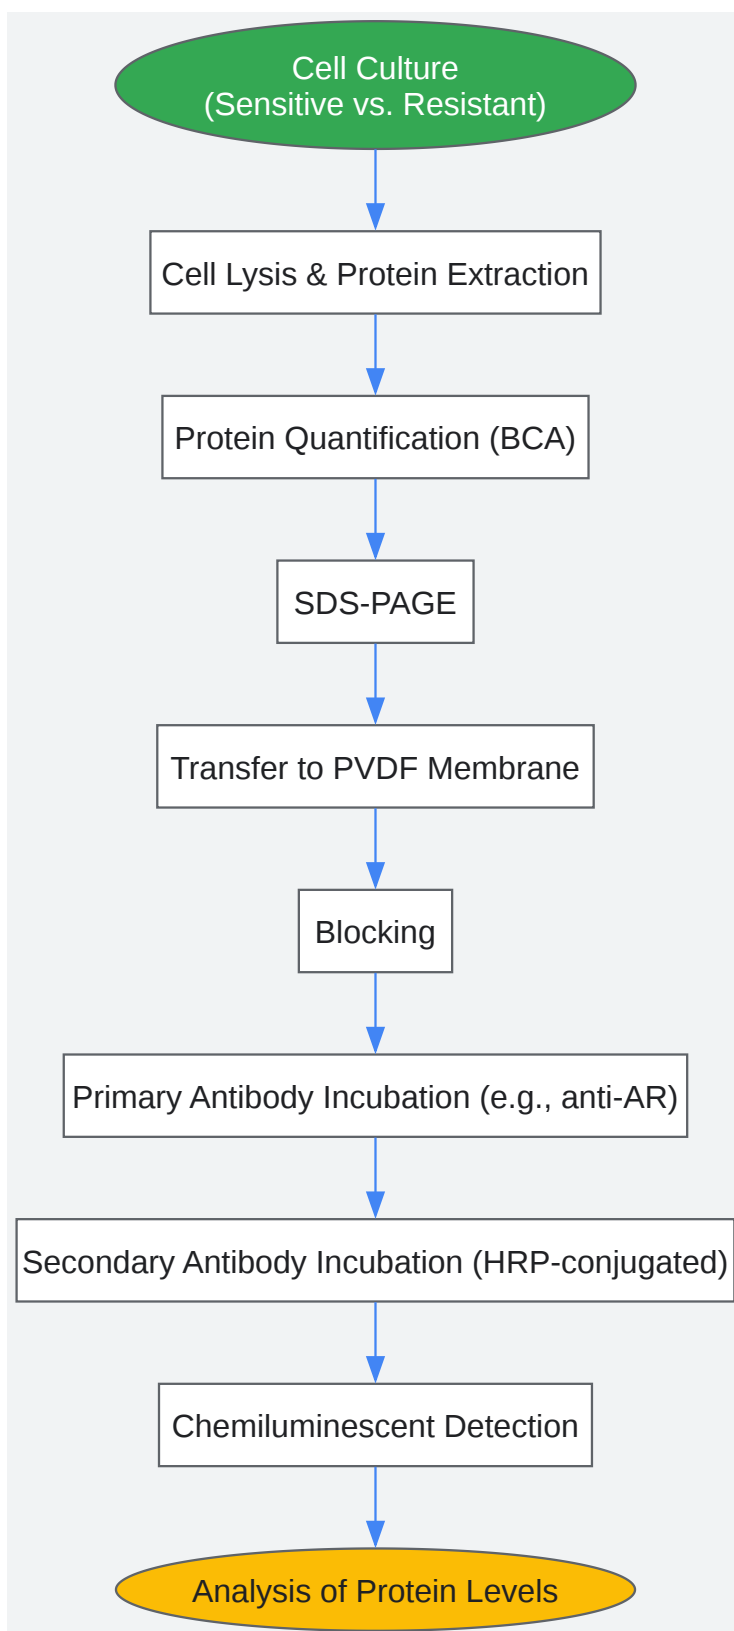 Cell Culture
(Sensitive vs. Resistant)
Cell Lysis & Protein Extraction
Protein Quantification (BCA)
SDS-PAGE
Transfer to PVDF Membrane
Blocking
Primary Antibody Incubation (e.g., anti-AR)
Secondary Antibody Incubation (HRP-conjugated)
Chemiluminescent Detection
Analysis of Protein Levels